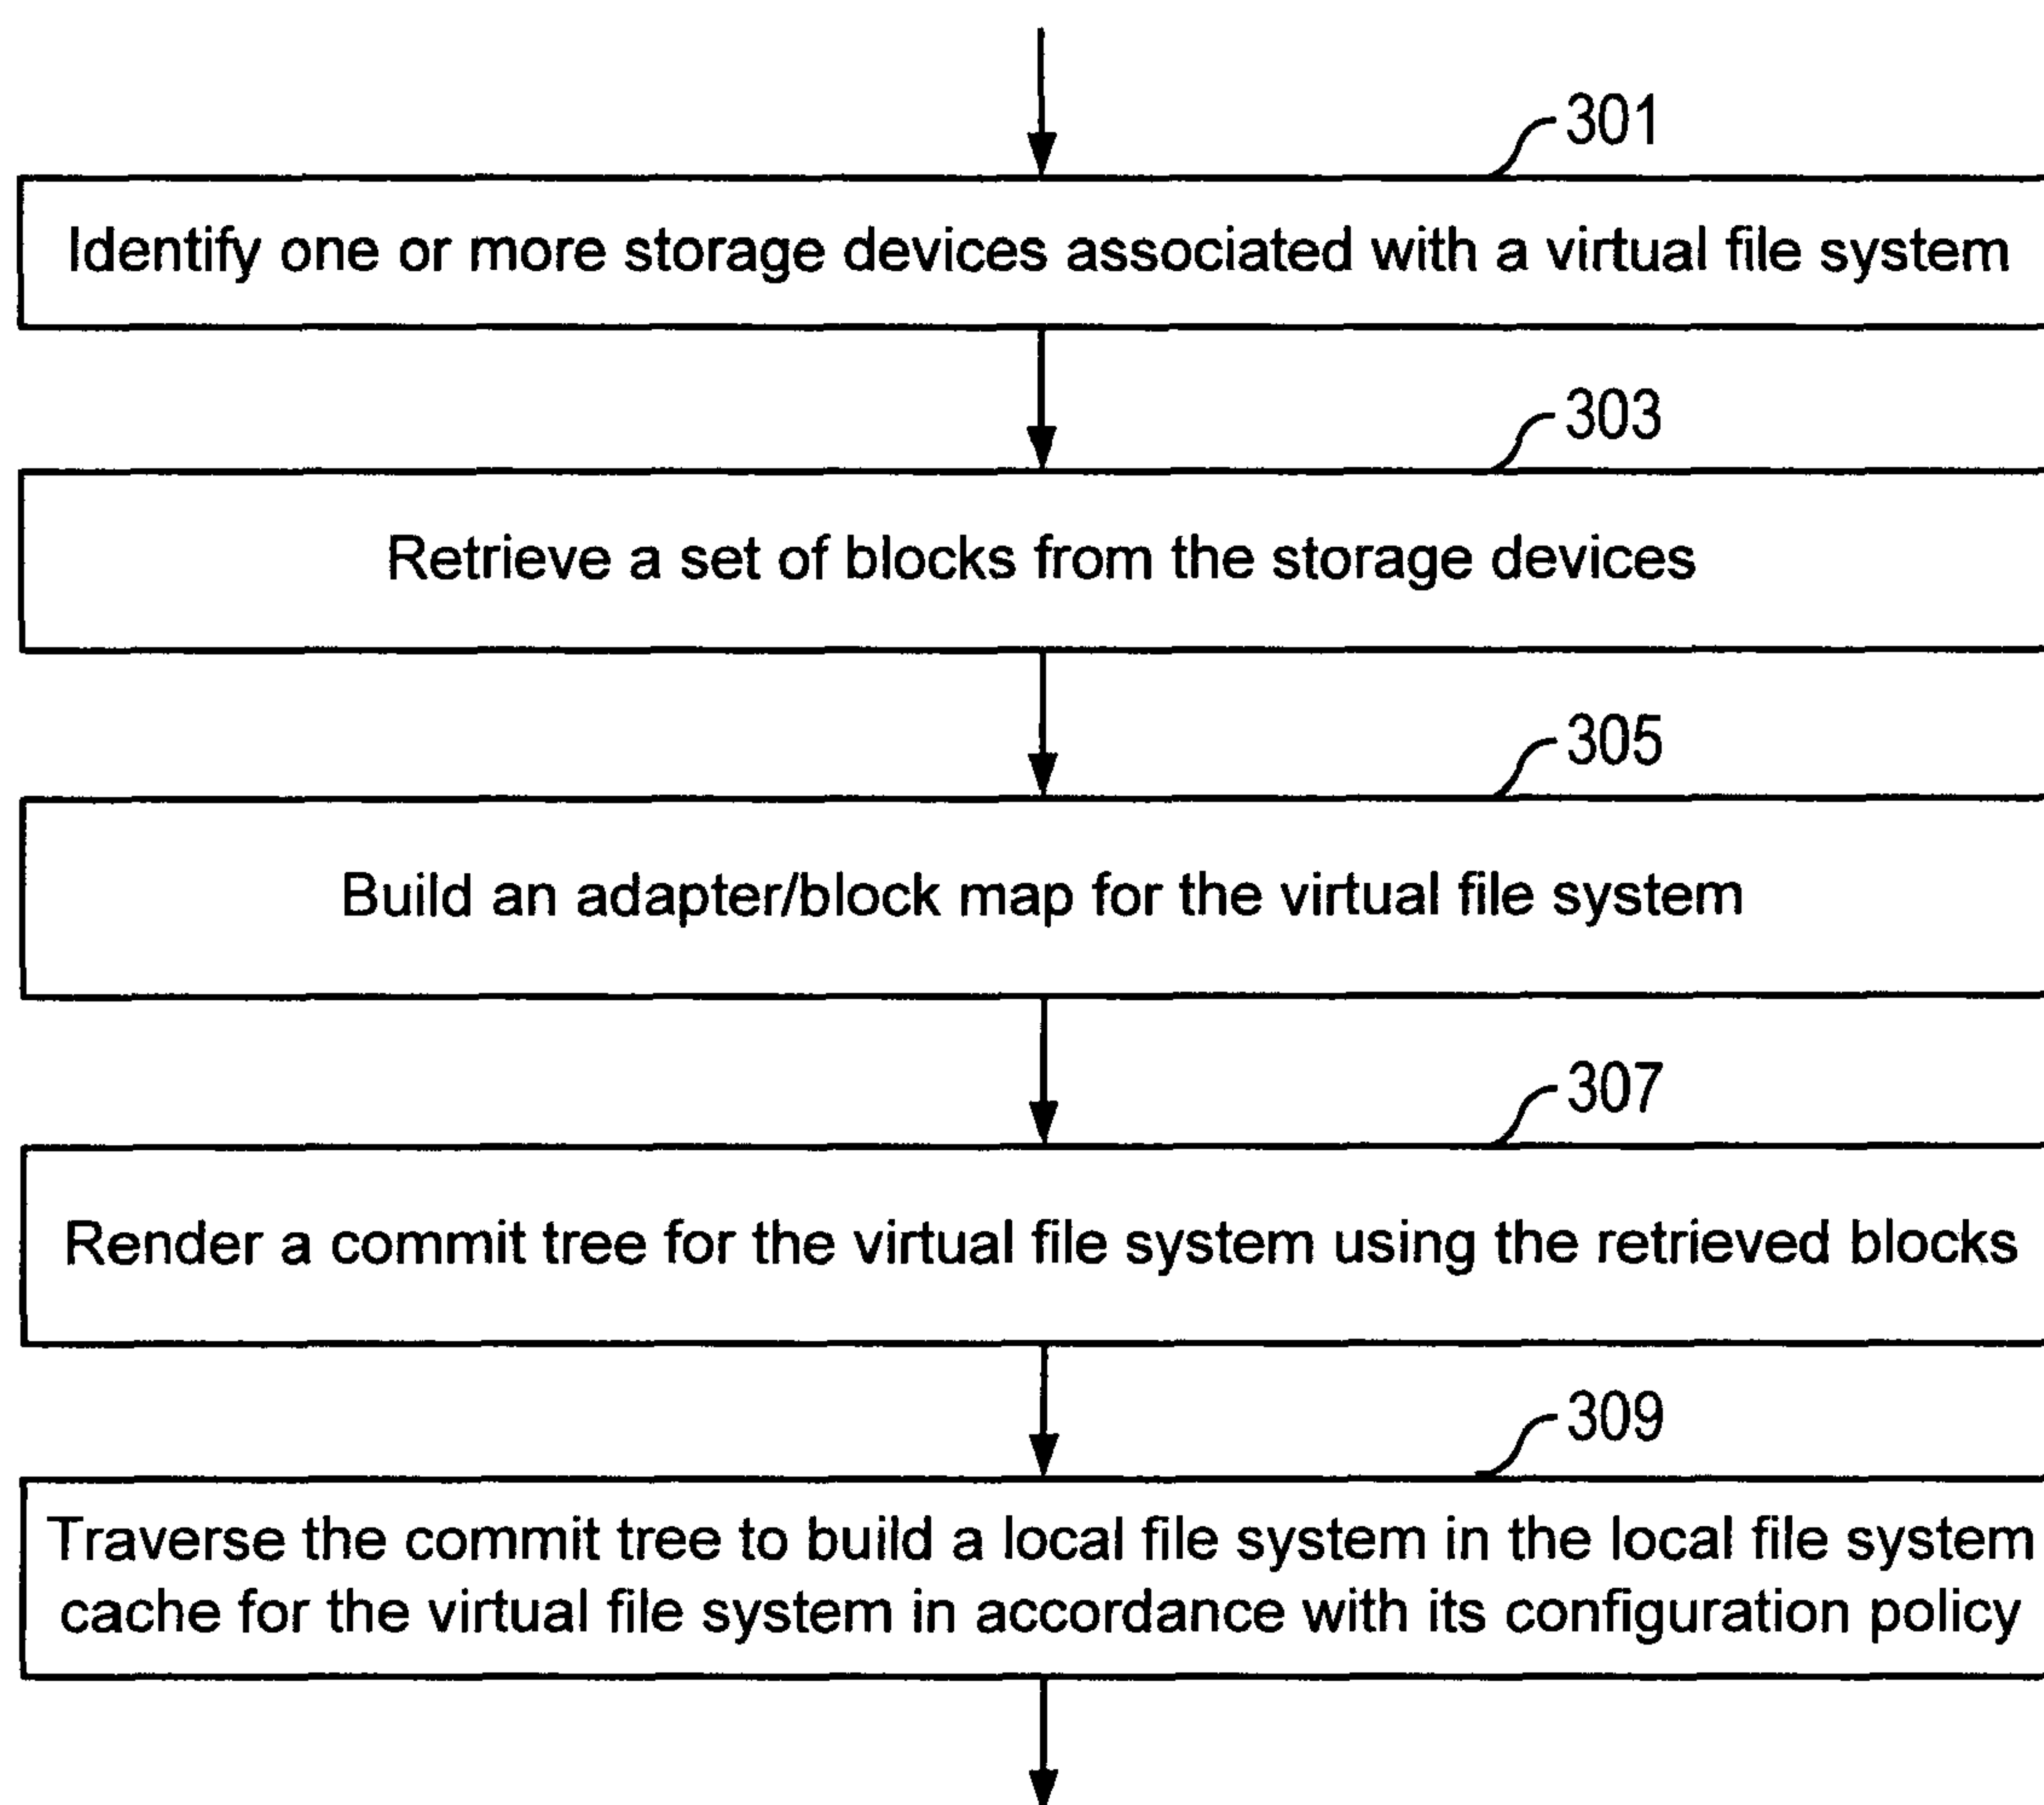 301
Identify one or more storage devices associated with a virtual file system
303
Retrieve a set of blocks from the storage devices
305
Build an adapter/block map for the virtual file system
307
Render a commit tree for the virtual file system using the retrieved blocks
309
Traverse the commit tree to build a local file system in the local file system
cache for the virtual file system in accordance with its configuration policy